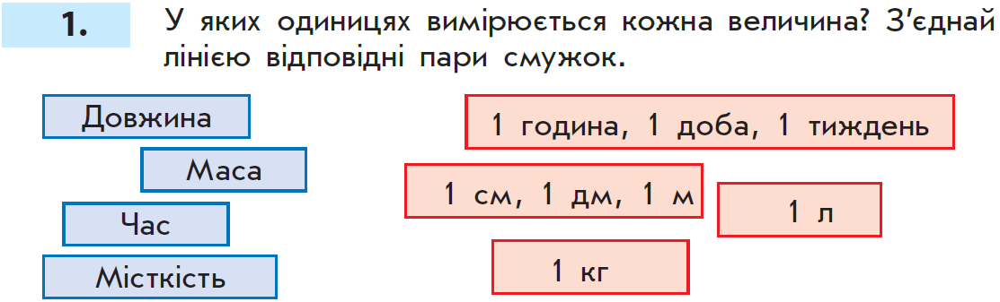 1. У яких одиницях вимірюється кожна величина? З’єднай
лінією відповідні пари смужок.
Довжина
1 година, 1 доба, 1 тиждень
Маса
1 см, 1 дм, 1 м
1 л
Час
1 кг
Місткість